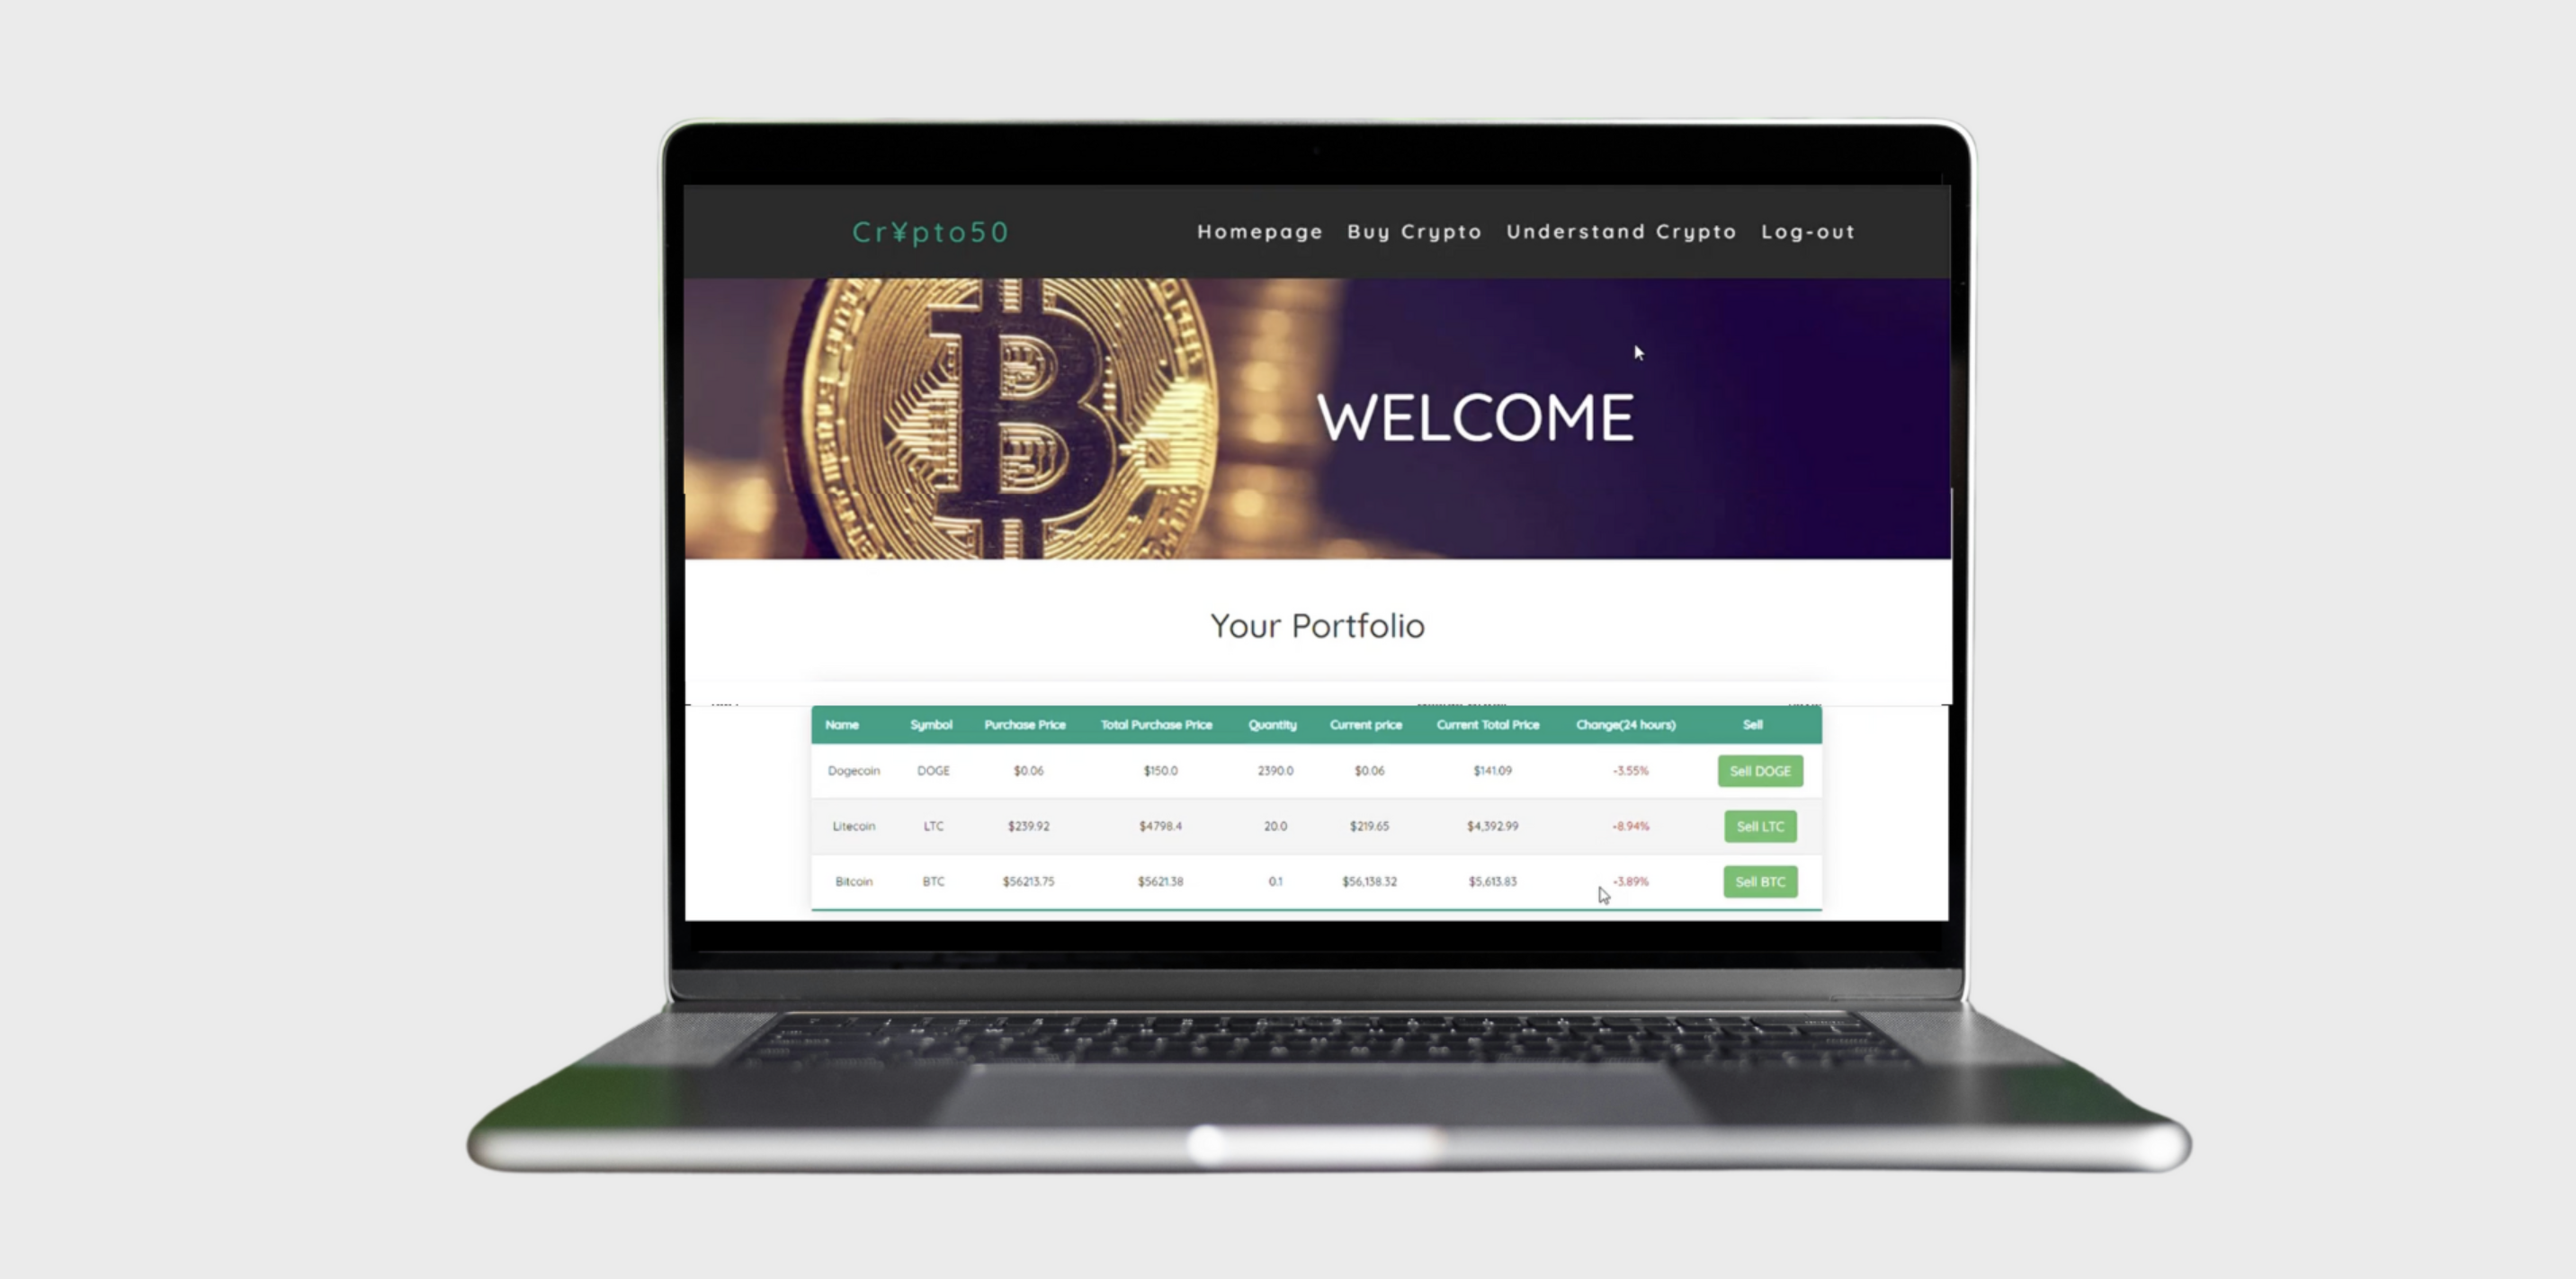 Cr¥pto50 Homepage Buy Crypto Understand Crypto Log-out
WELCOME
Your Portfolio
Name Symbol Purchase Price Total Purchase Price Quantity Current price Current Total Price Change(24 hours) Sell
Dogecoin DOGE $0.06 $150.0 2390.0 $0.06 $141.09 -3.55% Sell DOGE
Litecoin LTC $239.92 $4798.4 20.0 $219.65 $4,392.99 -8.94% Sell LTC
Bitcoin BTC $56213.75 $5621.38 0.1 $56,138.32 $5,613.83 -3.89% Sell BTC